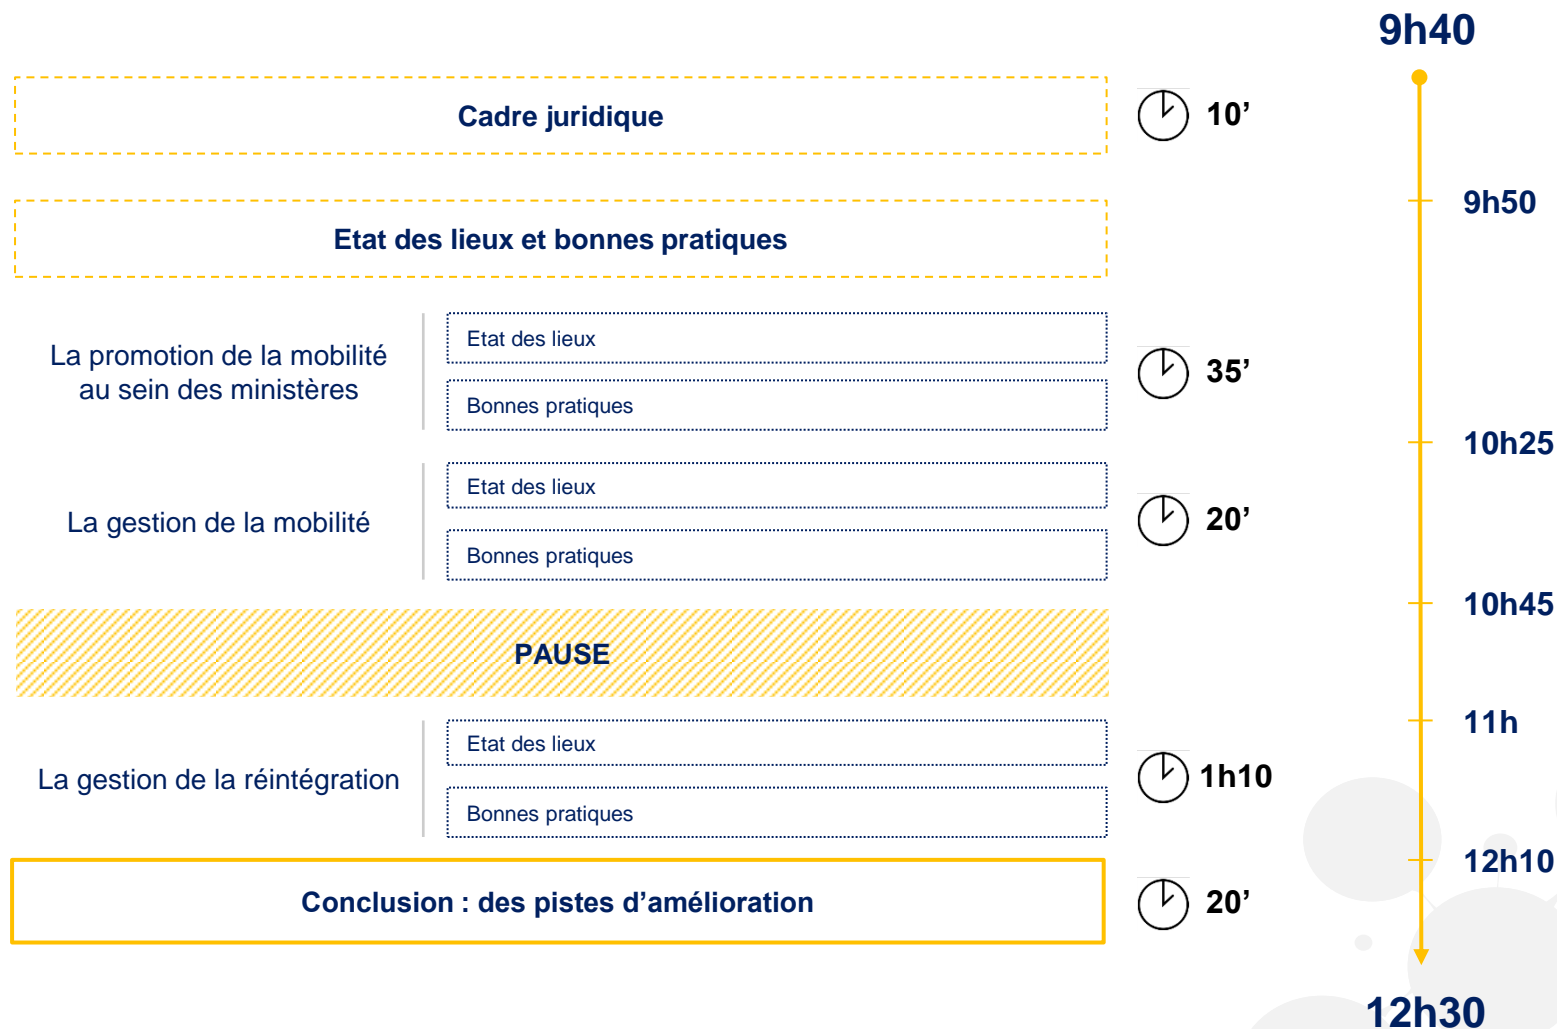 9h40
Cadre juridique
10’
9h50
Etat des lieux et bonnes pratiques
La promotion de la mobilité
au sein des ministères
Etat des lieux
Bonnes pratiques
35’
10h25
La gestion de la mobilité
Etat des lieux
Bonnes pratiques
20’
10h45
PAUSE
11h
La gestion de la réintégration
Etat des lieux
Bonnes pratiques
1h10
12h10
Conclusion : des pistes d’amélioration
20’
12h30